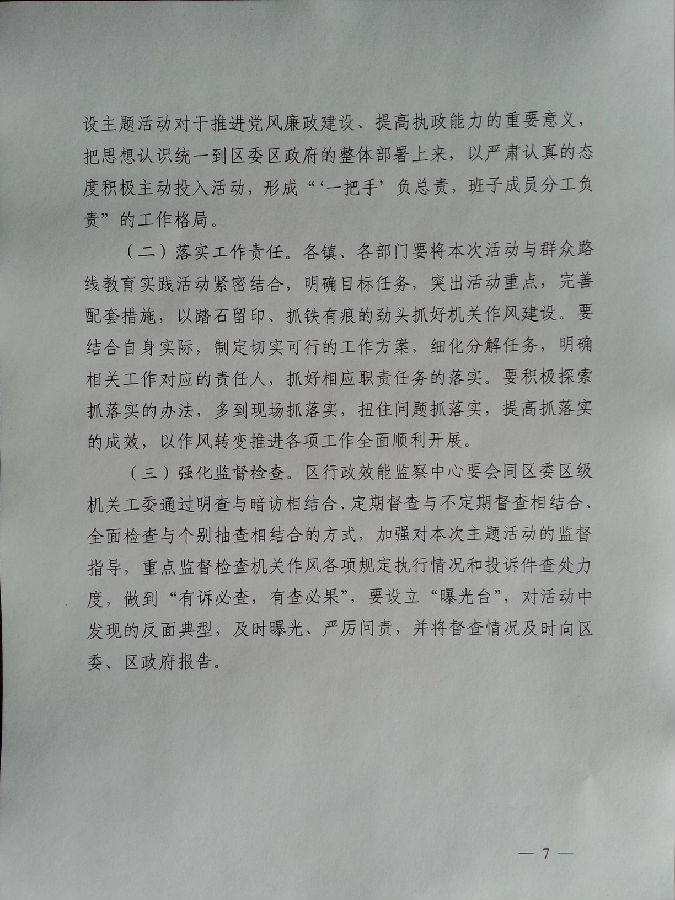 设主题活动对于推进党风廉政建设、提高执政能力的重要意义，
把思想认识统一到区委区政府的整体部署上来，以严肃认真的态
度积极主动投入活动，形成“‘一把手’负总责，班子成员分工负
责”的工作格局。
（二）落实工作责任。各镇、各部门要将本次活动与群众路
线教育实践活动紧密结合，明确目标任务，突出活动重点，完善
配套措施，以踏石留印、抓铁有痕的劲头抓好机关作风建设。要
结合自身实际，制定切实可行的工作方案，细化分解任务，明确
相关工作对应的责任人，抓好相应职责任务的落实。要积极探索
抓落实的办法，多到现场抓落实，扭住问题抓落实，提高抓落实
的成效，以作风转变推进各项工作全面顺利开展。
（三）强化监督检查。区行政效能监察中心要会同区委区级
机关工委通过明查与暗访相结合、定期督查与不定期督查相结合、
全面检查与个别抽查相结合的方式，加强对本次主题活动的监督
指导，重点监督检查机关作风各项规定执行情况和投诉件查处力
度，做到“有诉必查，有查必果”，要设立“曝光台”，对活动中
发现的反面典型，及时曝光、严厉问责，并将督查情况及时向区
委、区政府报告。
— 7 —